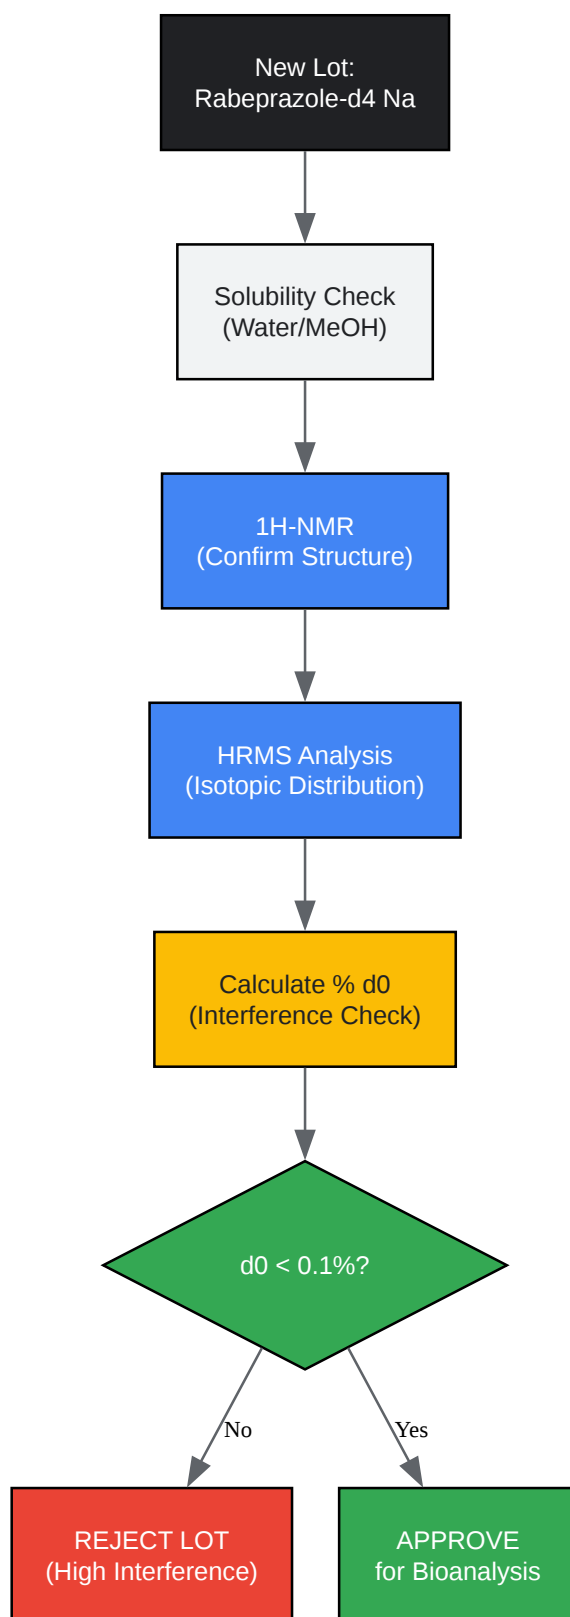 New Lot:
Rabeprazole-d4 Na
Solubility Check
(Water/MeOH)
1H-NMR
(Confirm Structure)
HRMS Analysis
(Isotopic Distribution)
Calculate % d0
(Interference Check)
d0 < 0.1%?
No
Yes
REJECT LOT
(High Interference)
APPROVE
for Bioanalysis